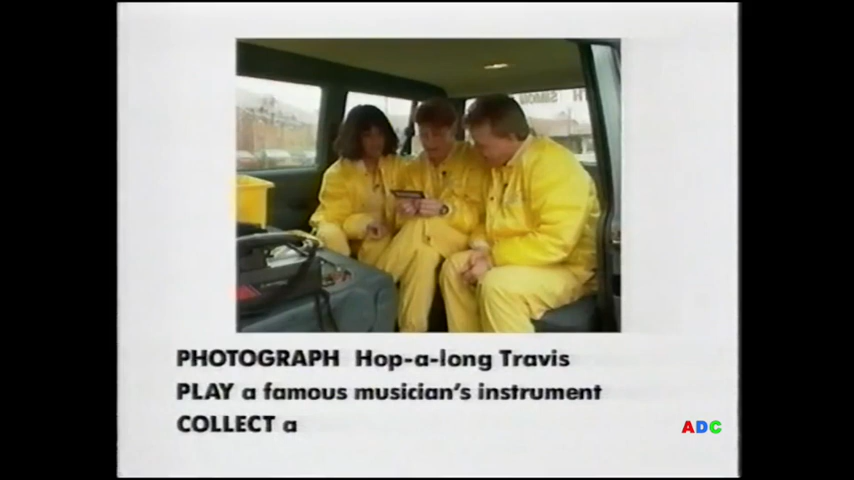 PHOTOGRAPH Hop-a-long Travis
PLAY a famous musician's instrument
COLLECT a
ADC